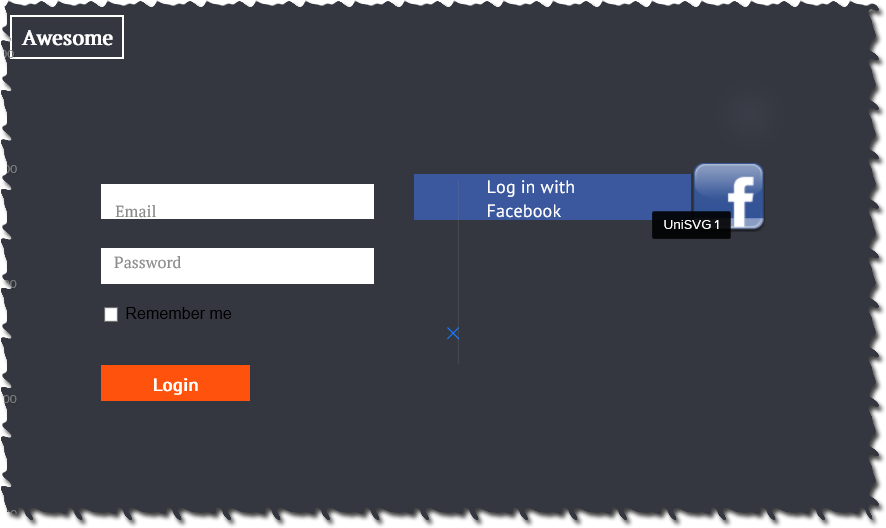 Awesome
Log in with
Facebook
Email
UniSVG 1
Password
Remember me
Login